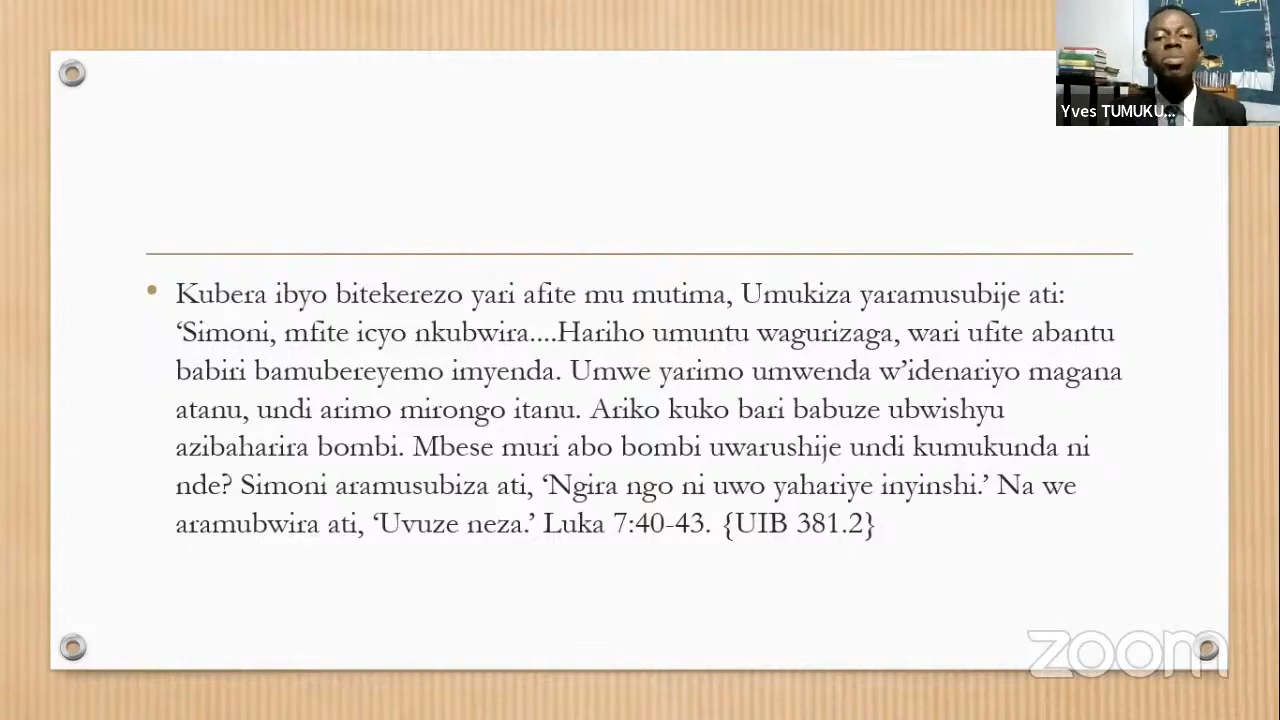 Yves TUMUKU...
Kubera ibyo bitekerezo yari afite mu mutima, Umukiza yaramusubije ati:
‘Simoni, mfite icyo nkubwira....Hariho umuntu wagurizaga, wari ufite abantu
babiri bamubereyemo imyenda. Umwe yarimo umwenda w’idenariyo magana
atanu, undi arimo mirongo itanu. Ariko kuko bari babuze ubwishyu
azibaharira bombi. Mbese muri abo bombi uwarushije undi kumukunda ni
nde? Simoni aramusubiza ati, ‘Ngira ngo ni uwo yahariye inyinshi.’ Na we
aramubwira ati, ‘Uvuze neza.’ Luka 7:40-43. {UIB 381.2}
zoom